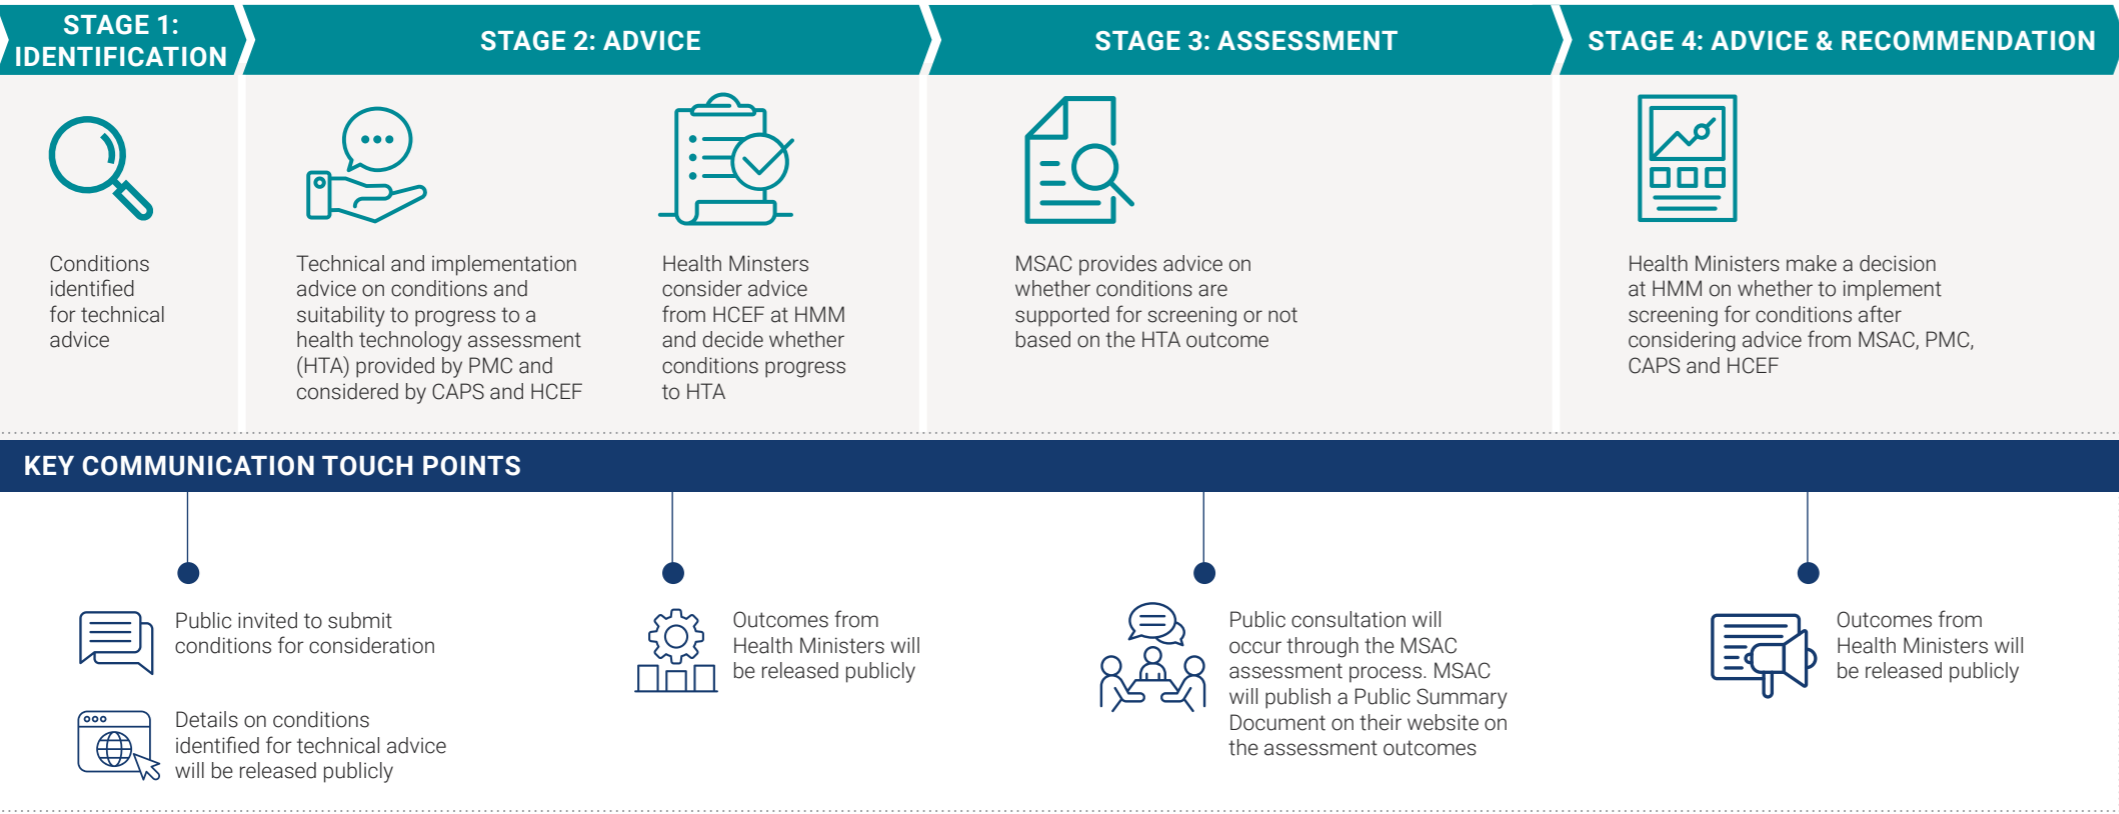 STAGE 1:
IDENTIFICATION
STAGE 2: ADVICE
STAGE 3: ASSESSMENT
STAGE 4: ADVICE & RECOMMENDATION
Conditions
identified
for technical
advice
Technical and implementation
advice on conditions and
suitability to progress to a
health technology assessment
(HTA) provided by PMC and
considered by CAPS and HCEF
Health Minsters
consider advice
from HCEF at HMM
and decide whether
conditions progress
to HTA
MSAC provides advice on
whether conditions are
supported for screening or not
based on the HTA outcome
Health Ministers make a decision
at HMM on whether to implement
screening for conditions after
considering advice from MSAC, PMC,
CAPS and HCEF
KEY COMMUNICATION TOUCH POINTS
Public invited to submit
conditions for consideration
Details on conditions
identified for technical advice
will be released publicly
Outcomes from
Health Ministers will
be released publicly
Public consultation will
occur through the MSAC
assessment process. MSAC
will publish a Public Summary
Document on their website on
the assessment outcomes
Outcomes from
Health Ministers will
be released publicly